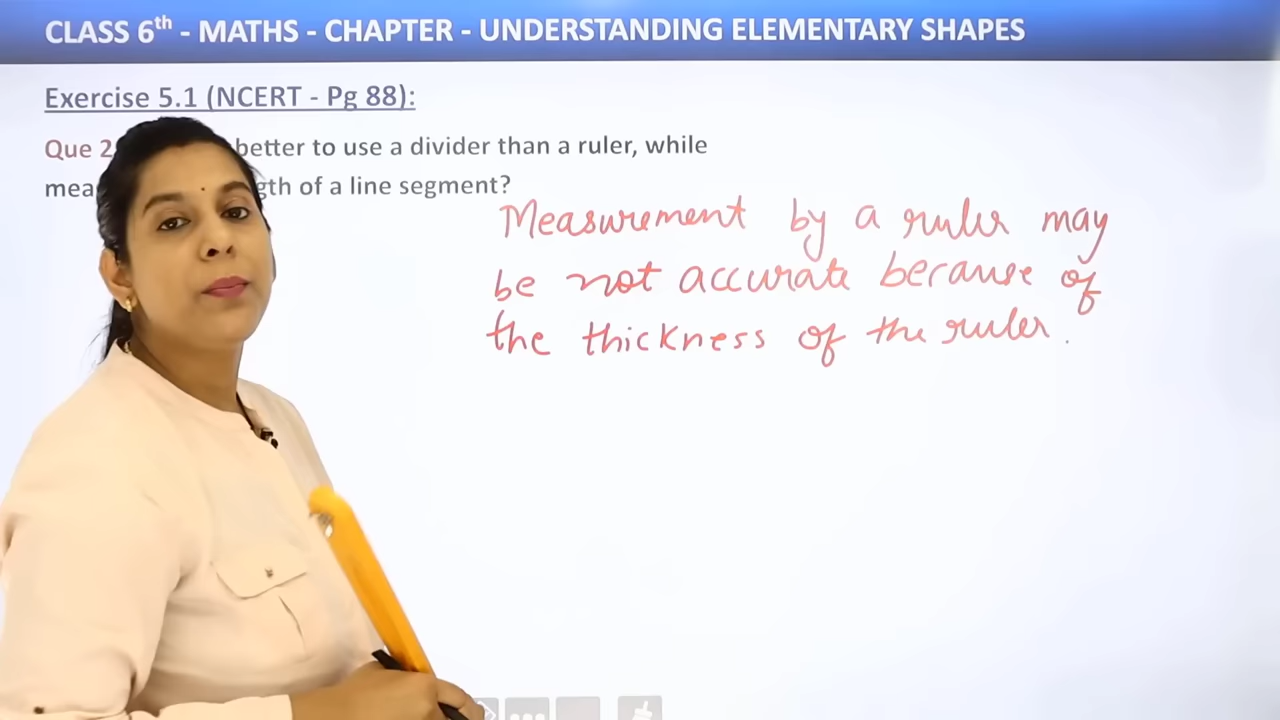 CLASS 6th - MATHS - CHAPTER - UNDERSTANDING ELEMENTARY SHAPES
Exercise 5.1 (NCERT - Pg 88):
Que 2 better to use a divider than a ruler, while
mea gth of a line segment?
Measurement by a ruler may
be not accurate because of
the thickness of the ruler.